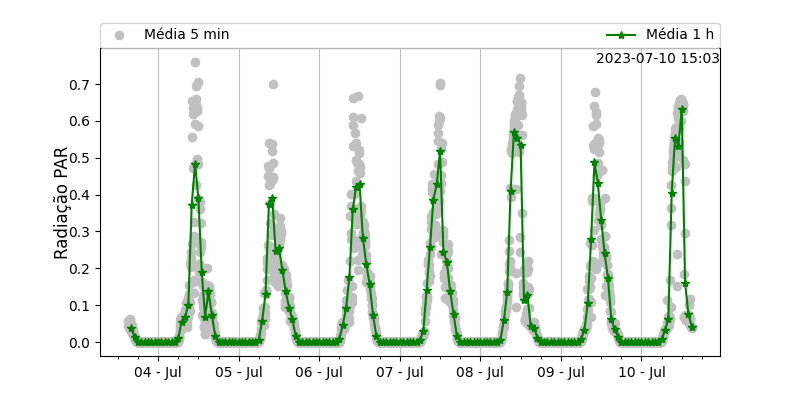 Média 5 min
Média 1 h
2023-07-10 15:03
Radiação PAR
0.7
0.6
0.5
0.4
0.3
0.2
0.1
0.0
04 - Jul
05 - Jul
06 - Jul
07 - Jul
08 - Jul
09 - Jul
10 - Jul